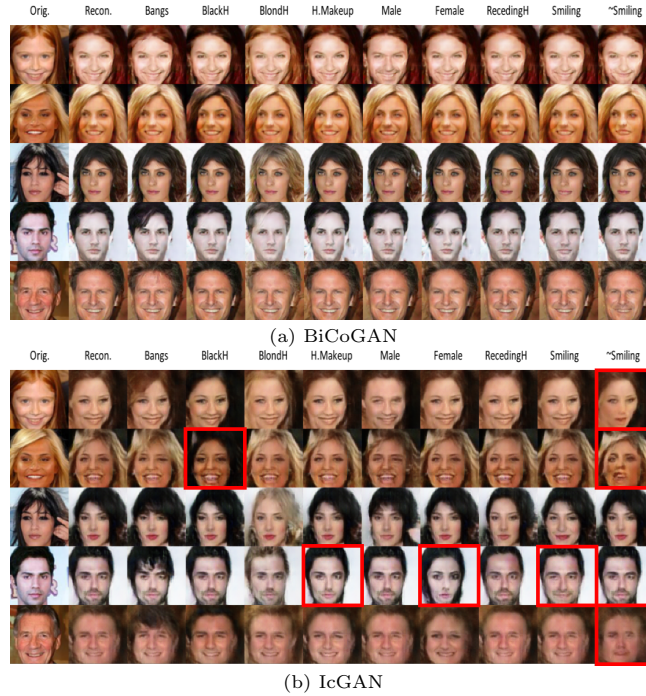 Orig. Recon. Bangs BlackH BlondH H.Makeup Male Female RecedingH Smiling ~Smiling
(a) BiCoGAN
Orig. Recon. Bangs BlackH BlondH H.Makeup Male Female RecedingH Smiling ~Smiling
(b) IcGAN